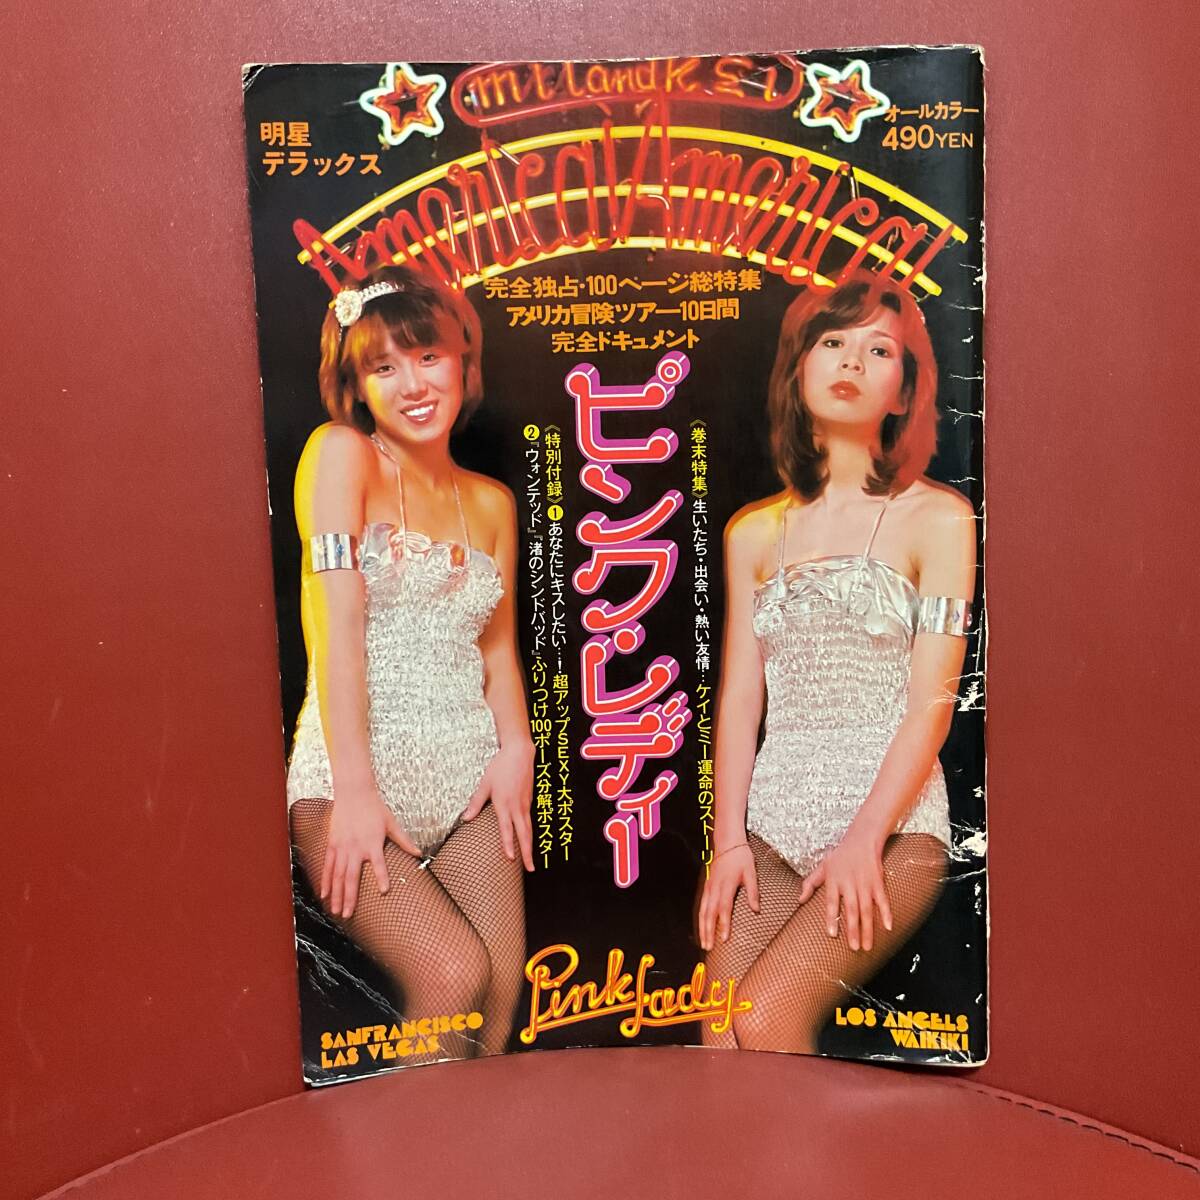 mitandK ミイ
明星
デラックス
オールカラー
490YEN
America!America!
完全独占・100ページ総特集
アメリカ冒険ツアー10日間
完全ドキュメント
ピンク・レディー
《巻末特集》生いたち・出会い・熱い友情…ケイとミー運命のストーリー
《特別付録》❶あなたにキスしたい…!超アップSEXY大ポスター
❷『ウォンテッド』『渚のシンドバッド』ふりつけ100ポーズ分解ポスター
Pink Lady
SANFRANCISCO
LAS VEGAS
LOS ANGELS
WAIKIKI